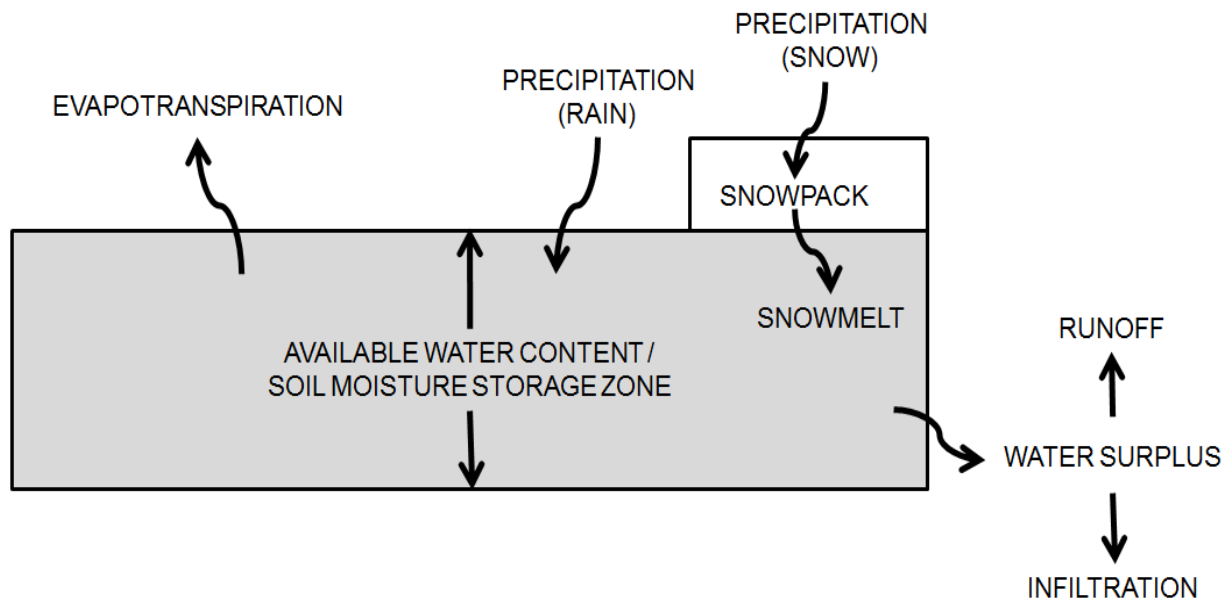 PRECIPITATION
(SNOW)
PRECIPITATION
(RAIN)
EVAPOTRANSPIRATION
SNOWPACK
SNOWMELT
AVAILABLE WATER CONTENT /
SOIL MOISTURE STORAGE ZONE
RUNOFF
WATER SURPLUS
INFILTRATION